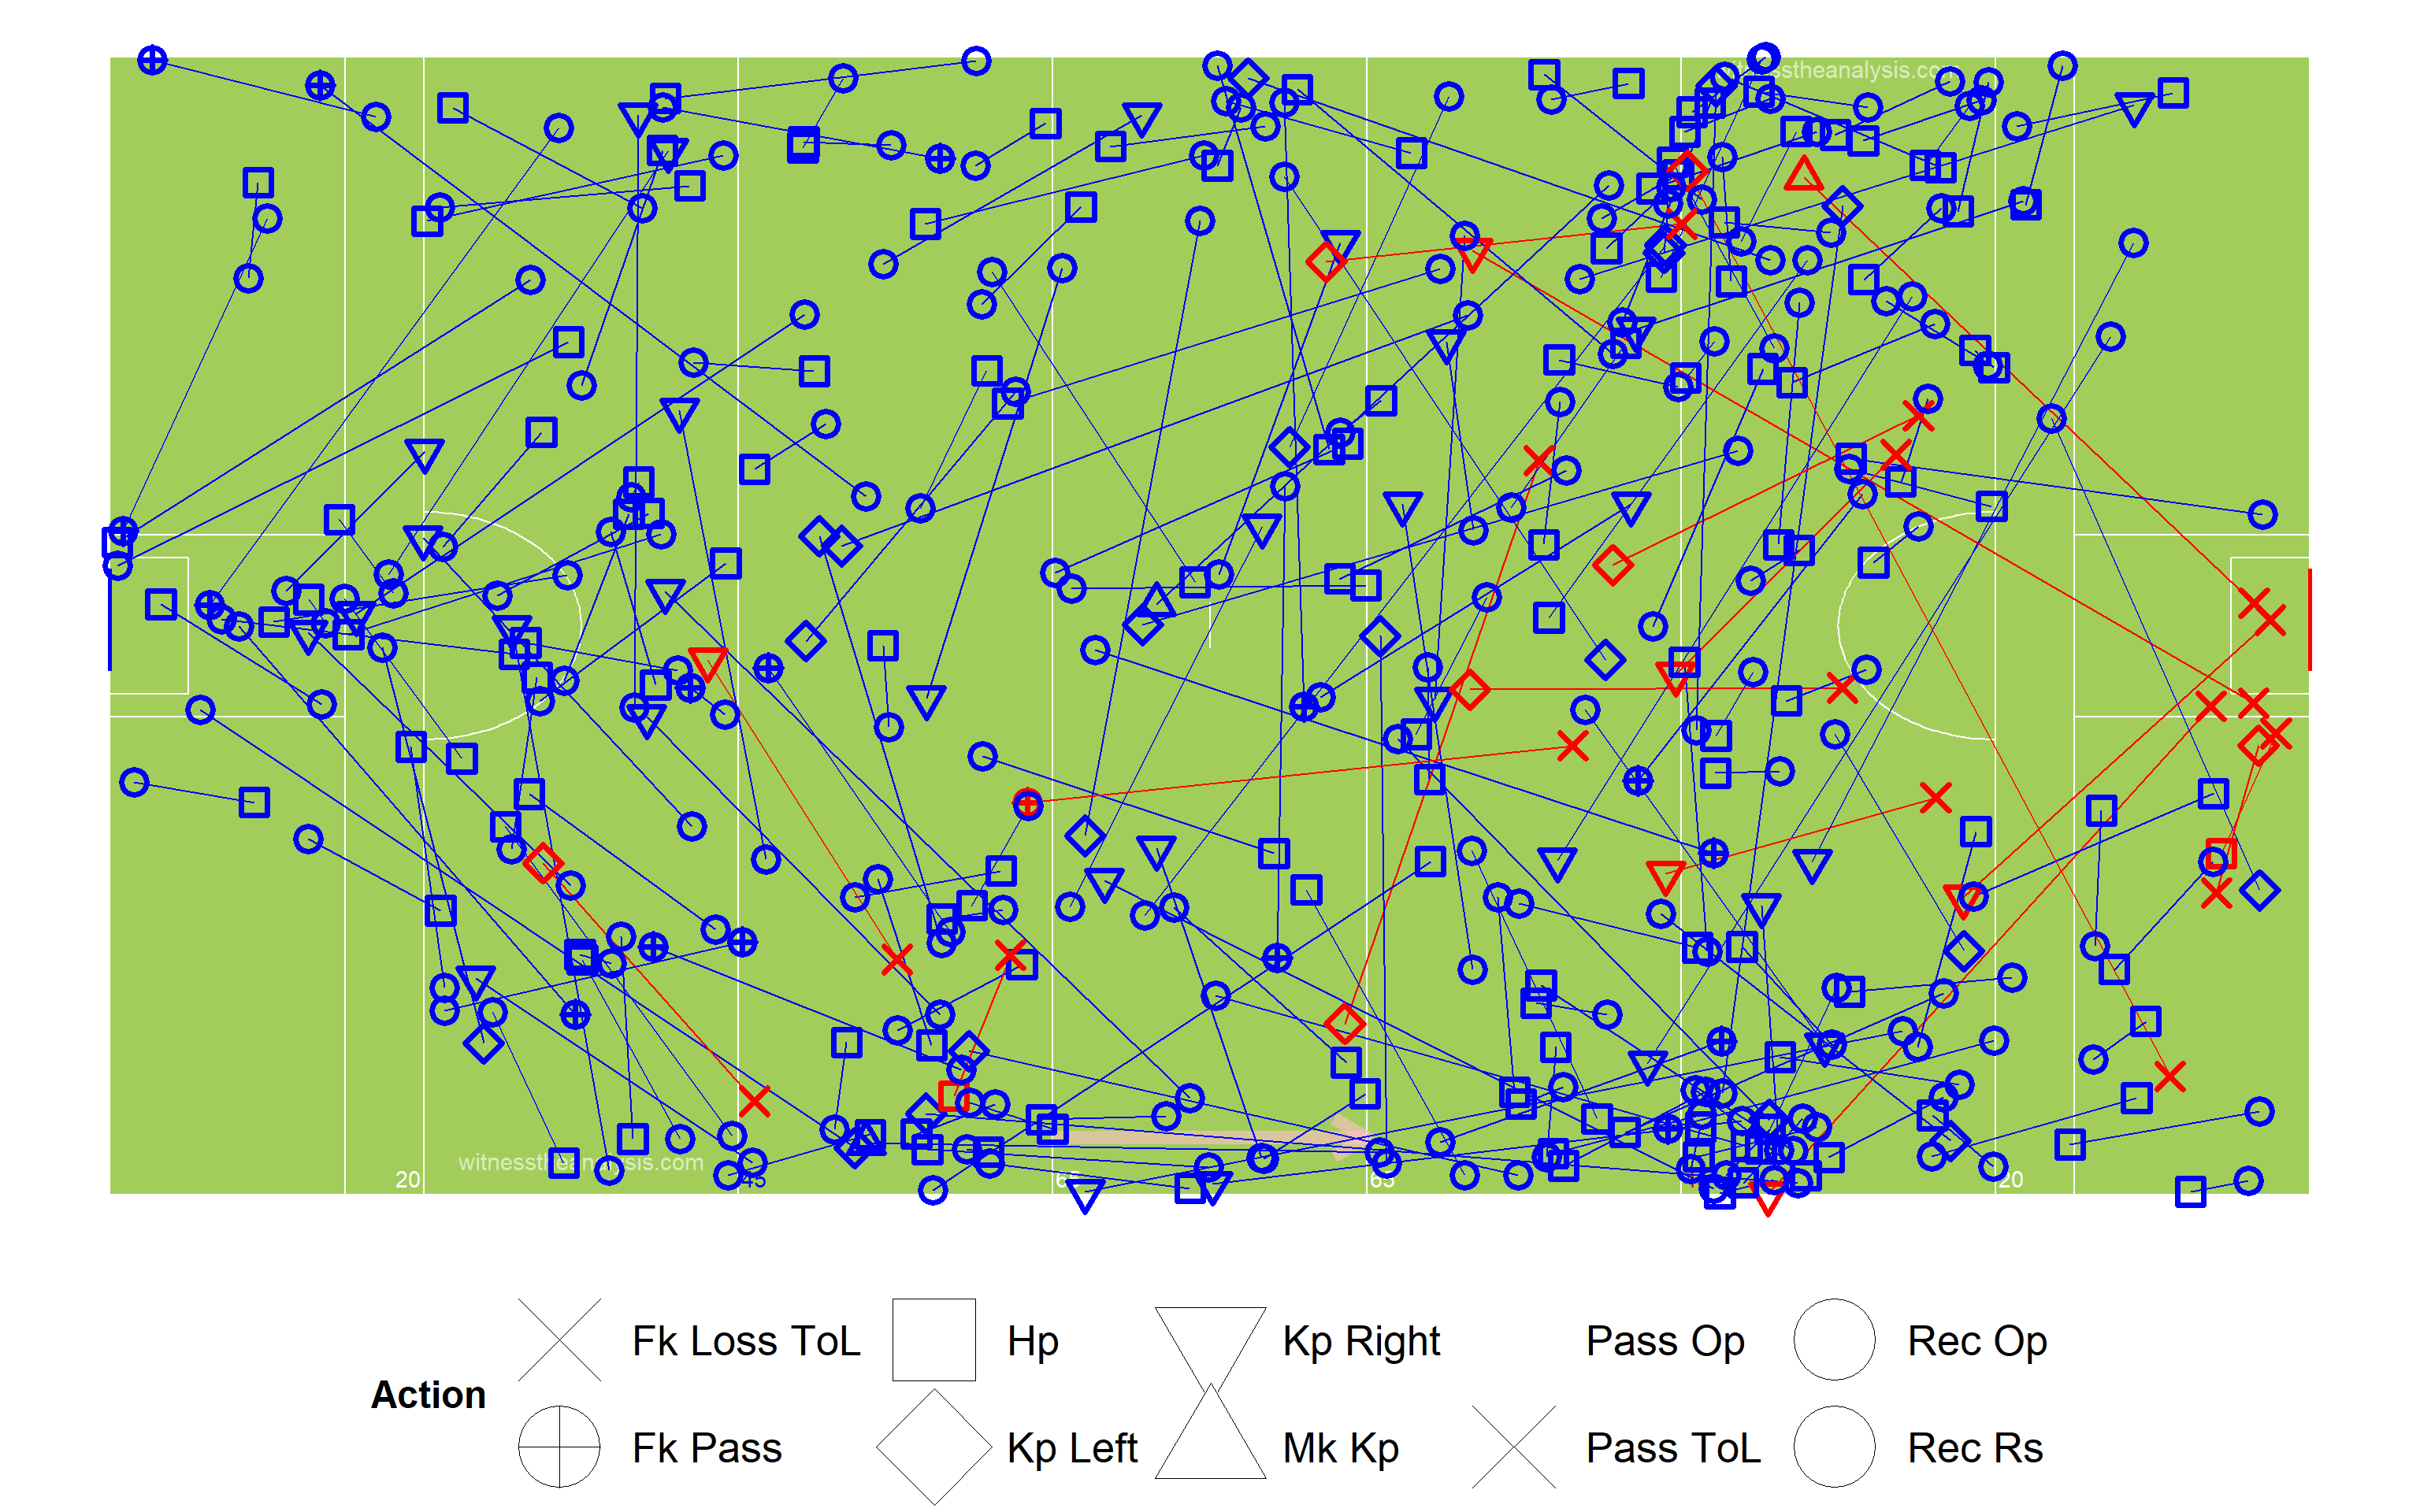 witnesstheanalysis.com
witnesstheanalysis.com
20 45 65 65 20
Fk Loss ToL Hp Kp Right Pass Op Rec Op
Action
Fk Pass Kp Left Mk Kp Pass ToL Rec Rs